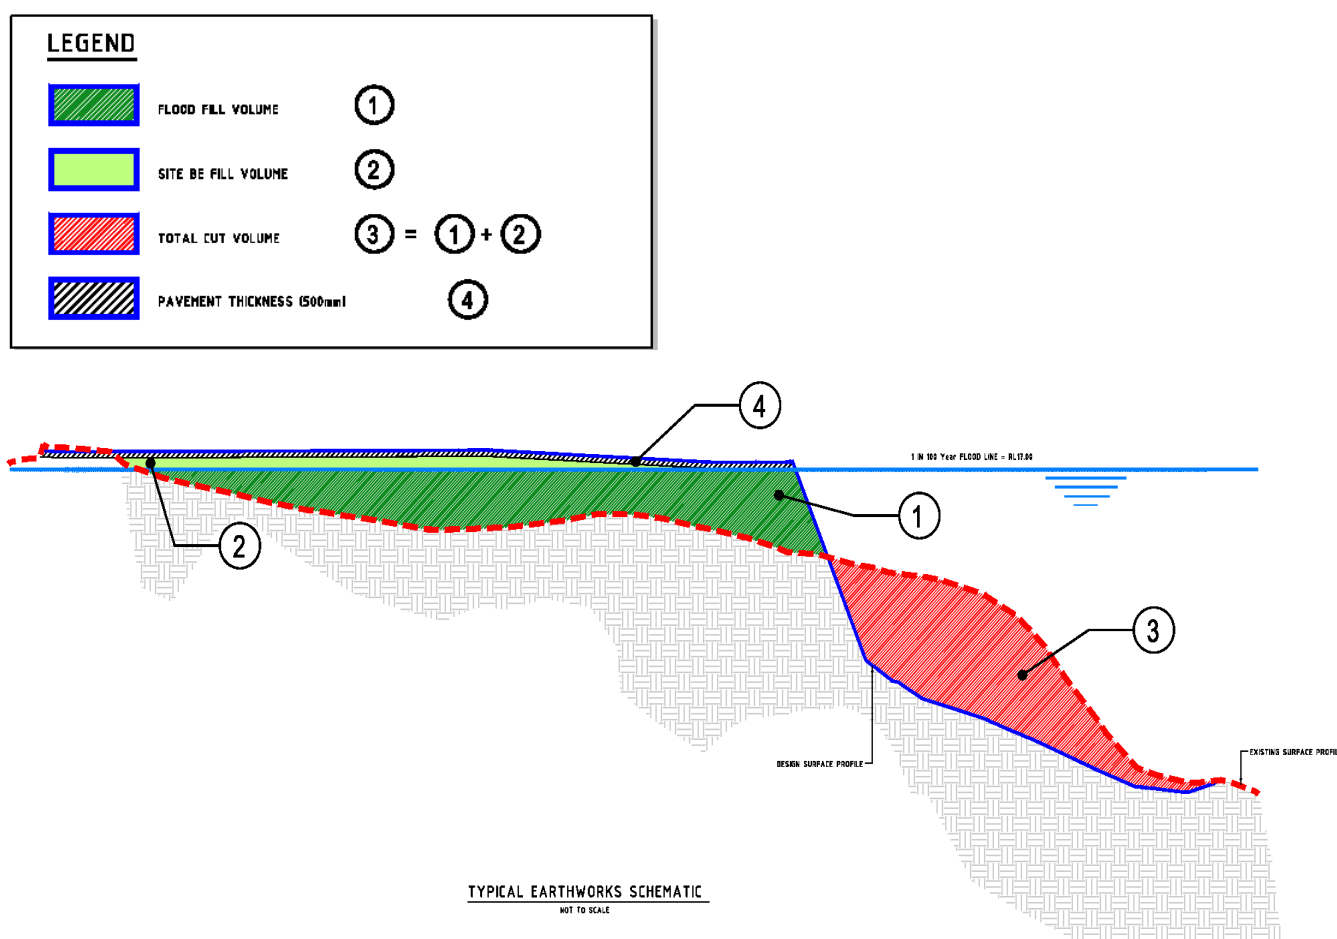 LEGEND
FLOOD FILL VOLUME 1
SITE BE FILL VOLUME 2
TOTAL CUT VOLUME 3 = 1 + 2
PAVEMENT THICKNESS (500mm) 4
4
1 IN 100 Year FLOOD LINE = RL17.00
1
2
3
EXISTING SURFACE PROFIL
DESIGN SURFACE PROFILE
TYPICAL EARTHWORKS SCHEMATIC
NOT TO SCALE